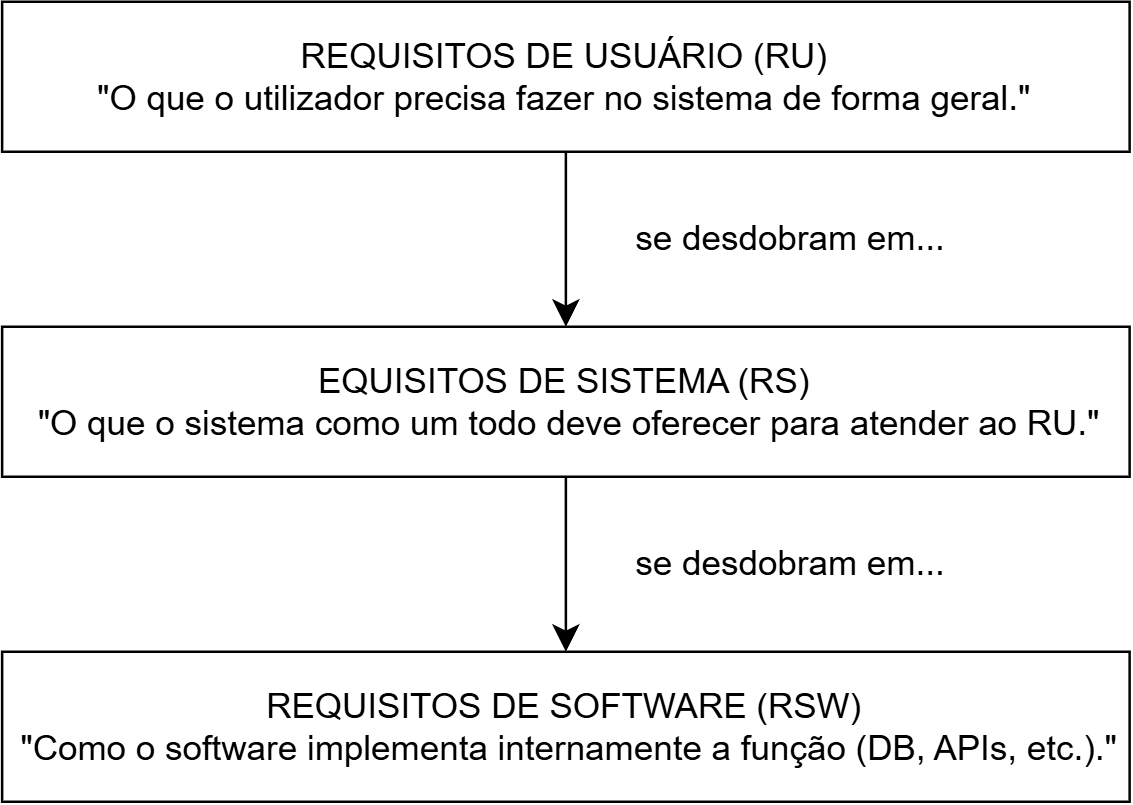 REQUISITOS DE USUÁRIO (RU)
"O que o utilizador precisa fazer no sistema de forma geral."
se desdobram em...
EQUISITOS DE SISTEMA (RS)
"O que o sistema como um todo deve oferecer para atender ao RU."
se desdobram em...
REQUISITOS DE SOFTWARE (RSW)
"Como o software implementa internamente a função (DB, APIs, etc.)."